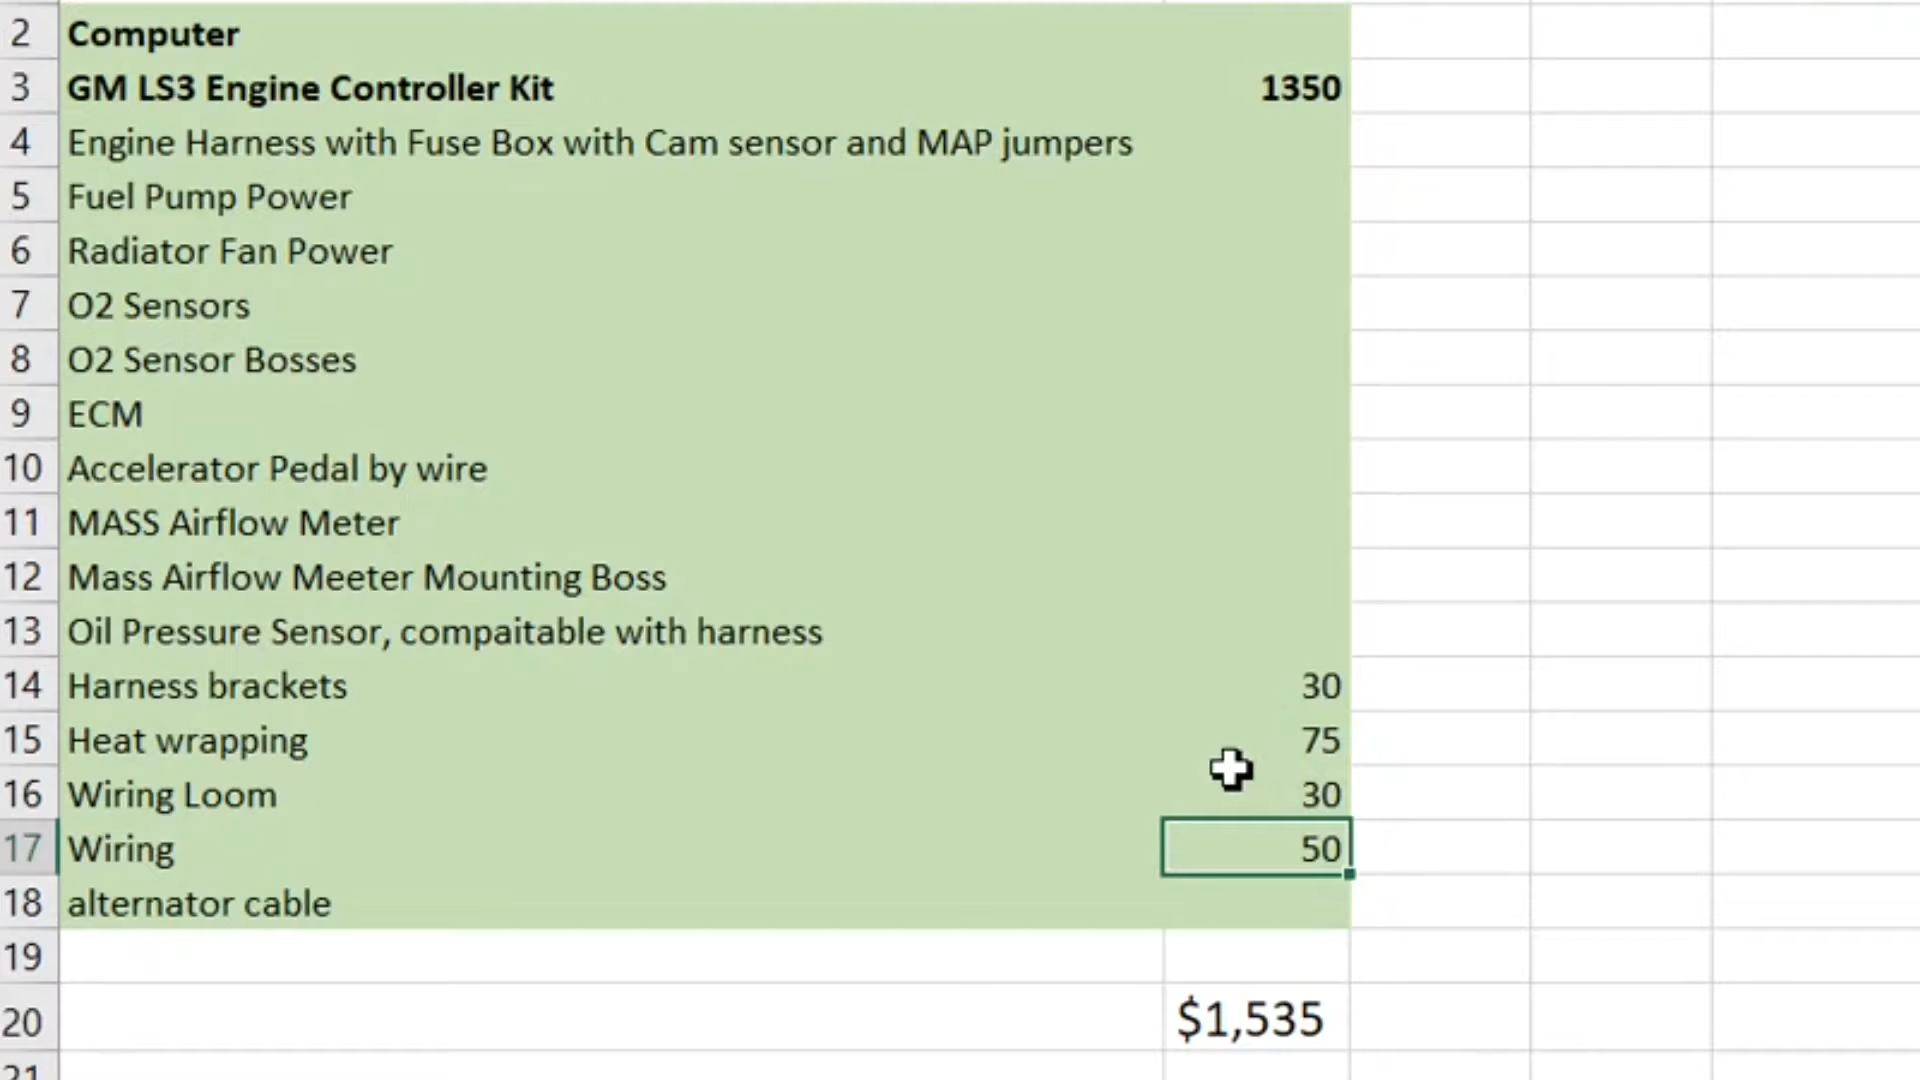 2 Computer
3 GM LS3 Engine Controller Kit 1350
4 Engine Harness with Fuse Box with Cam sensor and MAP jumpers
5 Fuel Pump Power
6 Radiator Fan Power
7 O2 Sensors
8 O2 Sensor Bosses
9 ECM
10 Accelerator Pedal by wire
11 MASS Airflow Meter
12 Mass Airflow Meeter Mounting Boss
13 Oil Pressure Sensor, compaitable with harness
14 Harness brackets 30
15 Heat wrapping 75
16 Wiring Loom 30
17 Wiring 50
18 alternator cable
19
20 $1,535
21